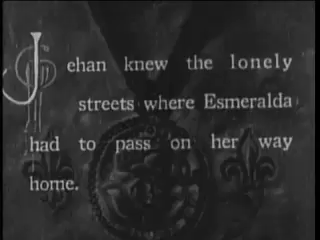 Jehan knew the lonely
streets where Esmeralda
had to pass on her way
home.